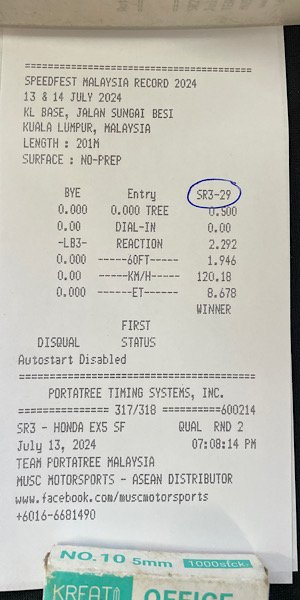 =====================================
SPEEDFEST MALAYSIA RECORD 2024
13 & 14 JULY 2024
KL BASE, JALAN SUNGAI BESI
KUALA LUMPUR, MALAYSIA
LENGTH : 201M
SURFACE : NO-PREP
BYE Entry SR3-29
0.000 0.000 TREE 0.500
0.00 DIAL-IN 0.00
-LB3- REACTION 2.292
0.000 -----60FT----- 1.946
0.00 -----KM/H----- 120.18
0.000 ------ET------ 8.678
WINNER
FIRST
DISQUAL STATUS
Autostart Disabled
=====================================
PORTATREE TIMING SYSTEMS, INC.
=============== 317/318 ==========600214
SR3 - HONDA EX5 SF QUAL RND 2
July 13, 2024 07:08:14 PM
TEAM PORTATREE MALAYSIA
MUSC MOTORSPORTS - ASEAN DISTRIBUTOR
www.facebook.com/muscmotorsports
+6016-6681490
NO.10 5mm 1000stck.
OFFICE